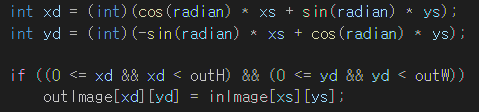 int xd = (int)(cos(radian) * xs + sin(radian) * ys);
int yd = (int)(-sin(radian) * xs + cos(radian) * ys);
if ((0 <= xd && xd < outH) && (0 <= yd && yd < outW))
outImage[xd][yd] = inImage[xs][ys];